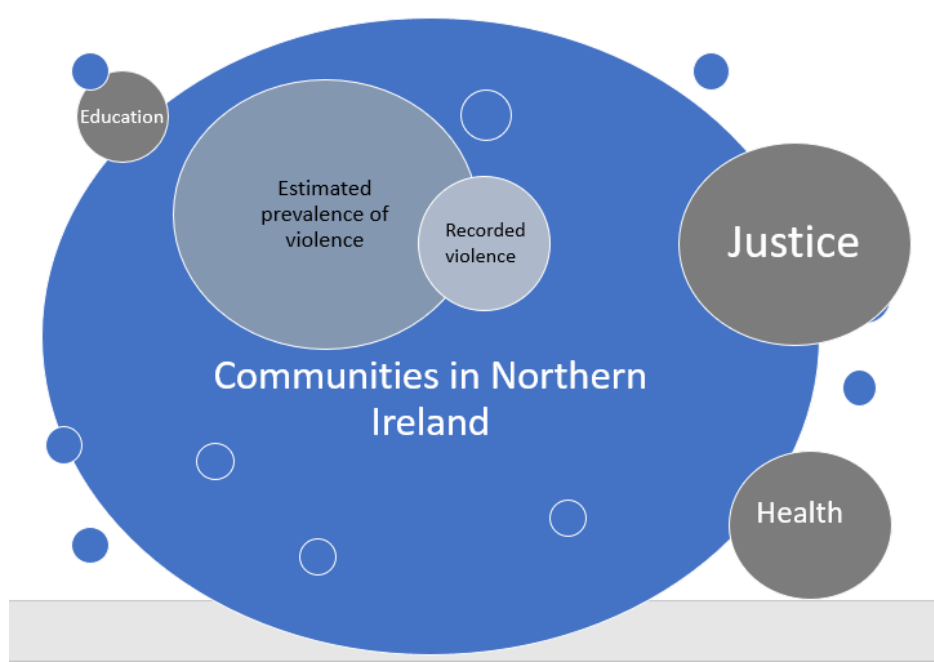 Education
Estimated
prevalence of
violence
Recorded
violence
Justice
Communities in Northern
Ireland
Health